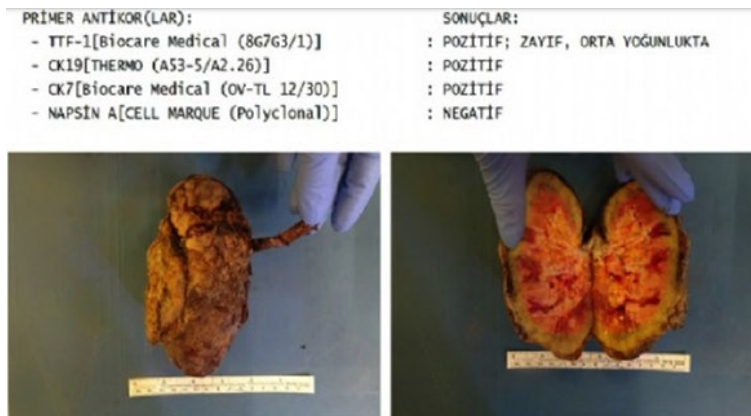 PRİMER ANTİKOR(LAR): SONUÇLAR:
- TTF-1[Biocare Medical (8G7G3/1)] : POZİTİF; ZAYIF, ORTA YOĞUNLUKTA
- CK19[THERMO (A53-5/A2.26)] : POZİTİF
- CK7[Biocare Medical (OV-TL 12/30)] : POZİTİF
- NAPSİN A[CELL MARQUE (Polyclonal)] : NEGATİF